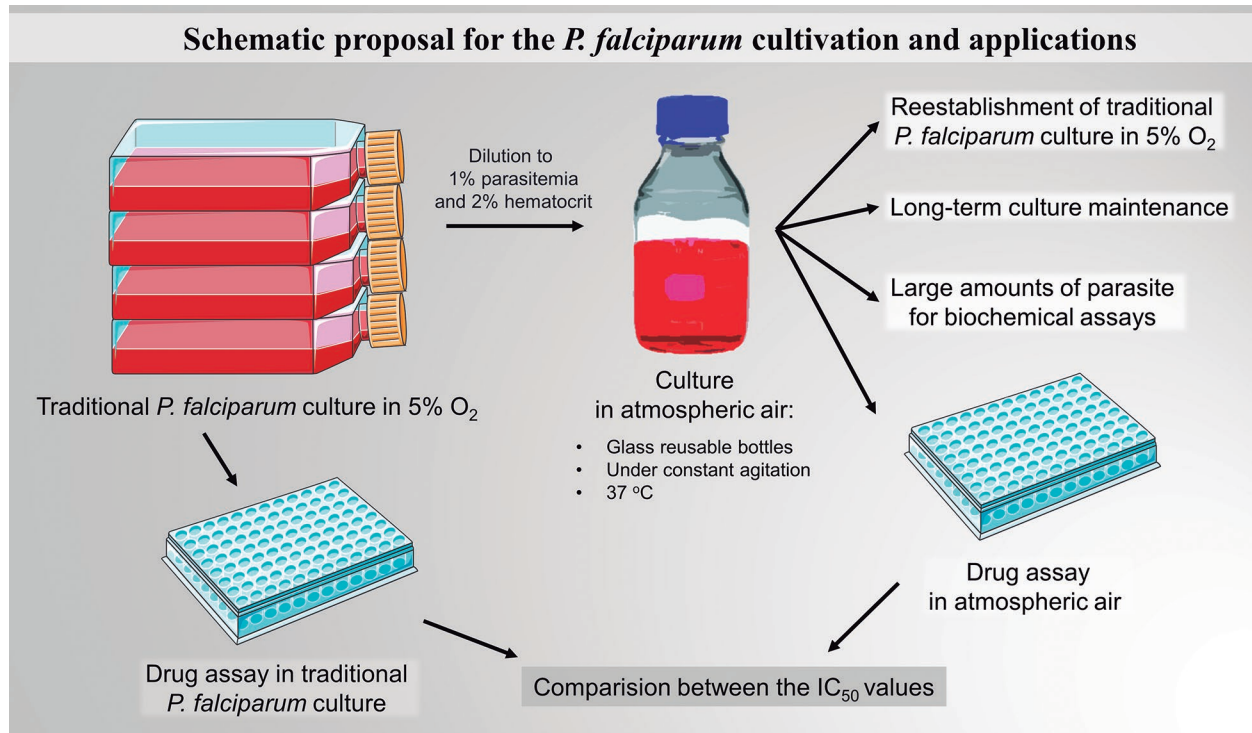 Schematic proposal for the P. falciparum cultivation and applications
Dilution to
1% parasitemia
and 2% hematocrit
Traditional P. falciparum culture in 5% O₂
Culture
in atmospheric air:
• Glass reusable bottles
• Under constant agitation
• 37 ºC
Reestablishment of traditional
P. falciparum culture in 5% O₂
Long-term culture maintenance
Large amounts of parasite
for biochemical assays
Drug assay
in atmospheric air
Drug assay in traditional
P. falciparum culture
Comparision between the IC₅₀ values